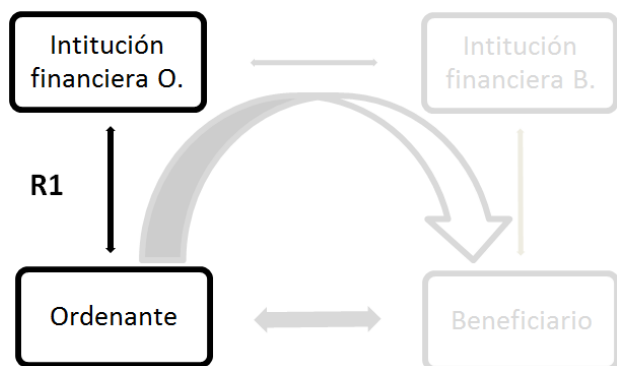 Intitución
financiera O.
Intitución
financiera B.
R1
Ordenante
Beneficiario